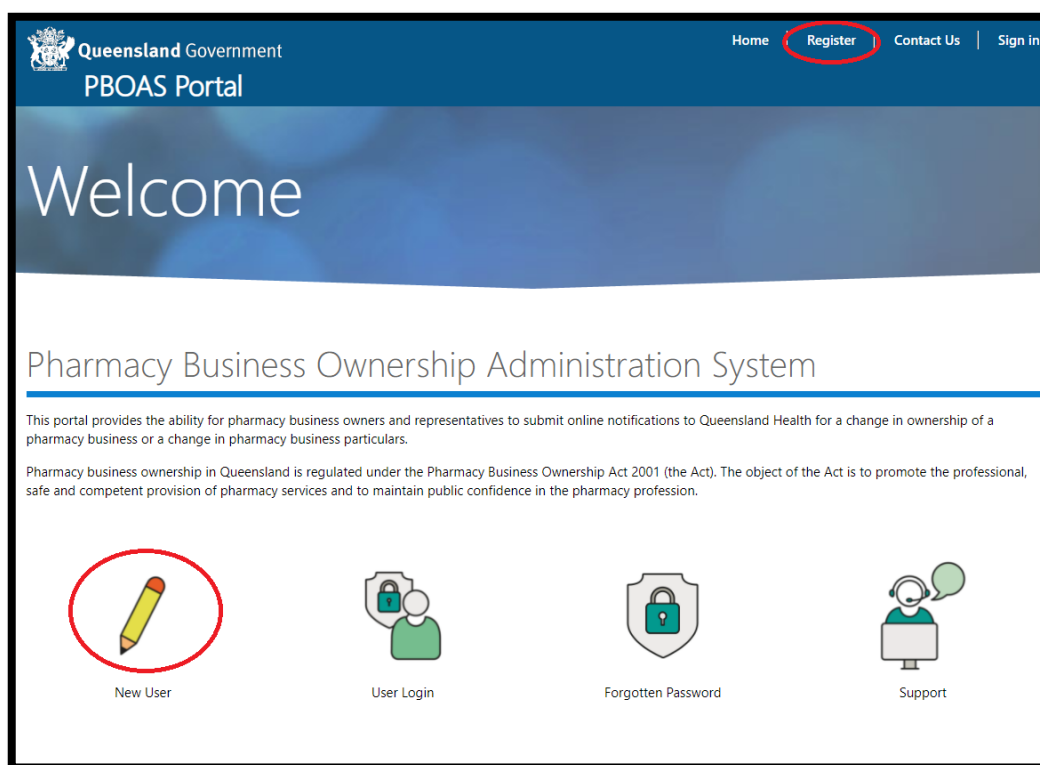 Queensland Government
PBOAS Portal
Home Register Contact Us Sign in
Welcome
Pharmacy Business Ownership Administration System
This portal provides the ability for pharmacy business owners and representatives to submit online notifications to Queensland Health for a change in ownership of a
pharmacy business or a change in pharmacy business particulars.
Pharmacy business ownership in Queensland is regulated under the Pharmacy Business Ownership Act 2001 (the Act). The object of the Act is to promote the professional,
safe and competent provision of pharmacy services and to maintain public confidence in the pharmacy profession.
New User User Login Forgotten Password Support